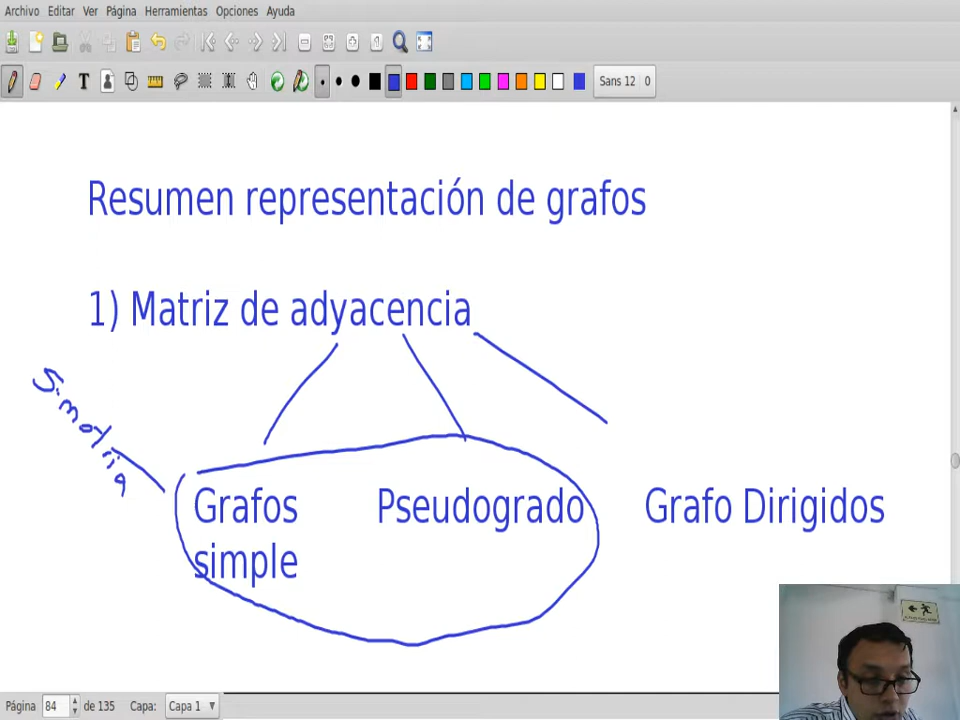 Archivo Editar Ver Página Herramientas Opciones Ayuda
T Sans 12 0
Resumen representación de grafos
1) Matriz de adyacencia
Simotria
Grafos simple
Pseudogrado
Grafo Dirigidos
Página 84 de 135 Capa: Capa 1